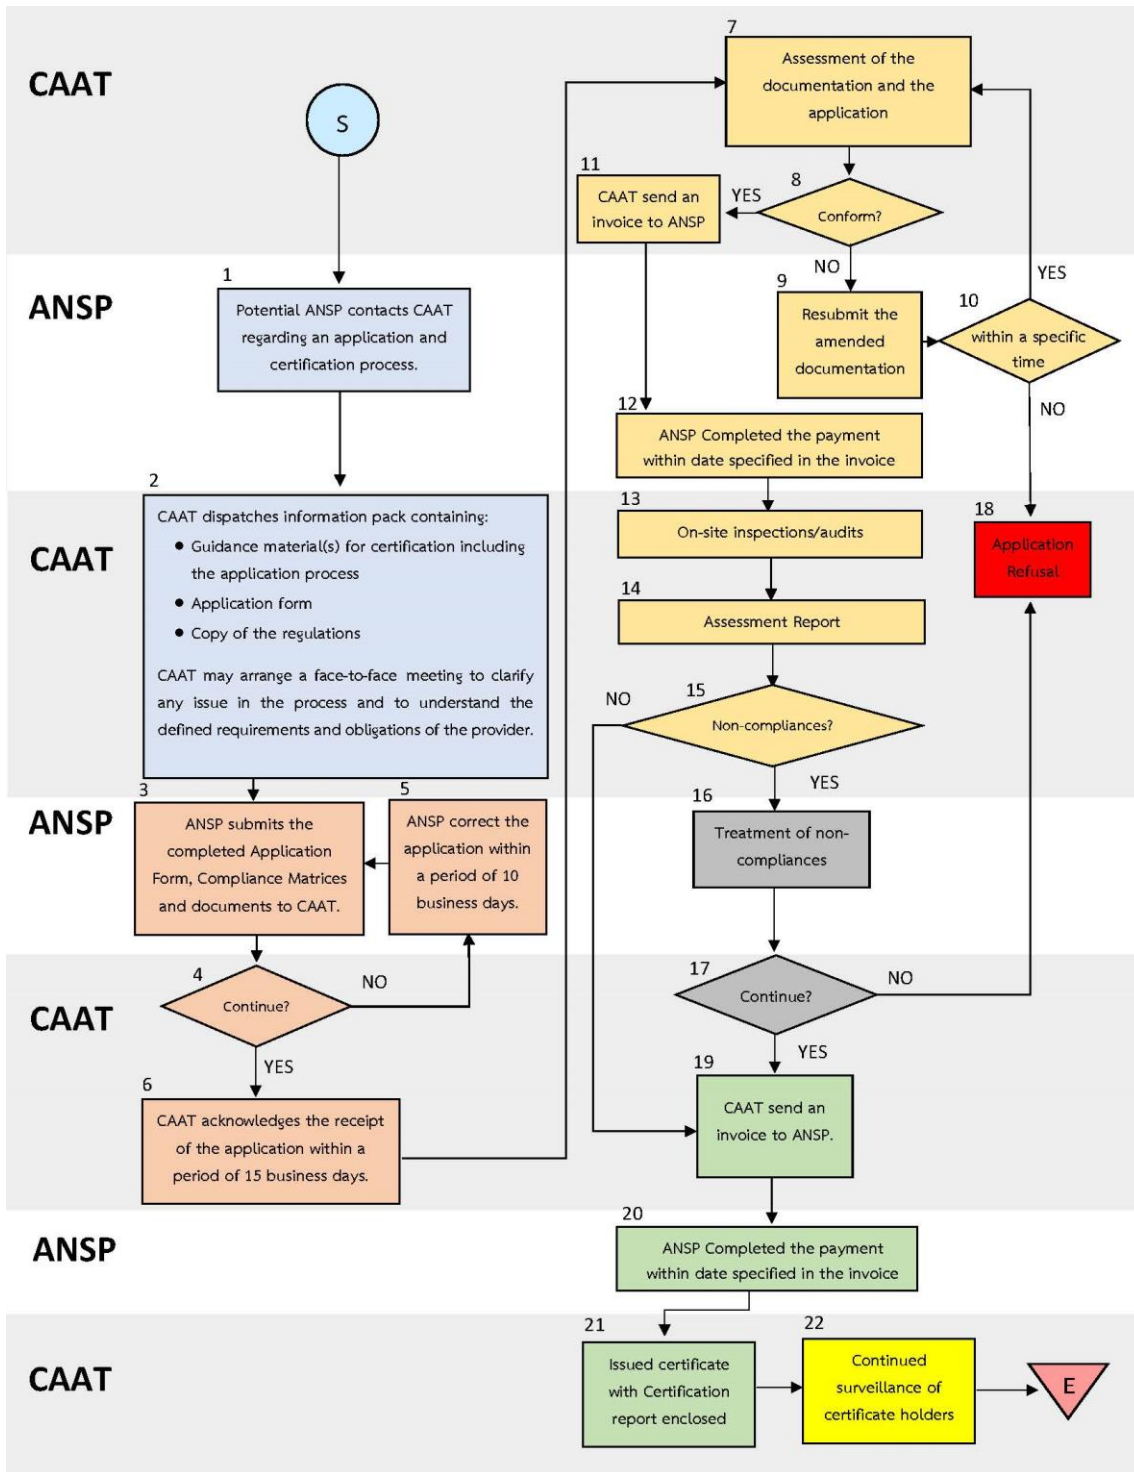 CAAT
S
ANSP
1
Potential ANSP contacts CAAT
regarding an application and
certification process.
2
CAAT dispatches information pack containing:
● Guidance material(s) for certification including
the application process
● Application form
● Copy of the regulations
CAAT may arrange a face-to-face meeting to clarify
any issue in the process and to understand the
defined requirements and obligations of the provider.
CAAT
ANSP
3
ANSP submits the
completed Application
Form, Compliance Matrices
and documents to CAAT.
5
ANSP correct the
application within
a period of 10
business days.
CAAT
4
Continue?
NO
YES
6
CAAT acknowledges the receipt
of the application within a
period of 15 business days.
7
Assessment of the
documentation and the
application
8
Conform?
YES
NO
11
CAAT send an
invoice to ANSP
9
Resubmit the
amended
documentation
10
within a specific
time
YES
NO
12
ANSP Completed the payment
within date specified in the invoice
13
On-site inspections/audits
14
Assessment Report
18
Application
Refusal
15
Non-compliances?
NO
YES
16
Treatment of non-
compliances
17
Continue?
NO
YES
19
CAAT send an
invoice to ANSP.
ANSP
20
ANSP Completed the payment
within date specified in the invoice
CAAT
21
Issued certificate
with Certification
report enclosed
22
Continued
surveillance of
certificate holders
E